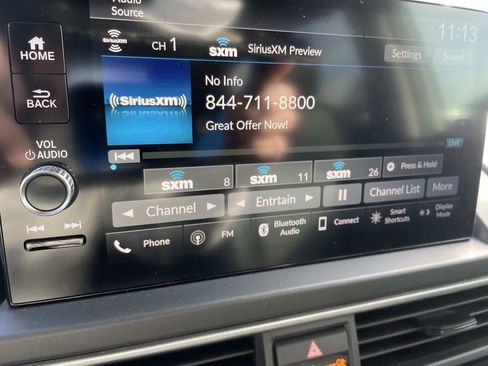 Audio
Source
11:13
HOME
SiriusXM
CH 1
sxm
SiriusXM Preview
Settings
Sound
BACK
((SiriusXM))
No Info
844-711-8800
Great Offer Now!
VOL
AUDIO
LIVE
sxm 8
sxm 11
sxm 26
Press & Hold
Channel
Entrtain
Channel List
More
Phone
FM
Bluetooth
Audio
Connect
Smart
Shortcuts
Display
Mode